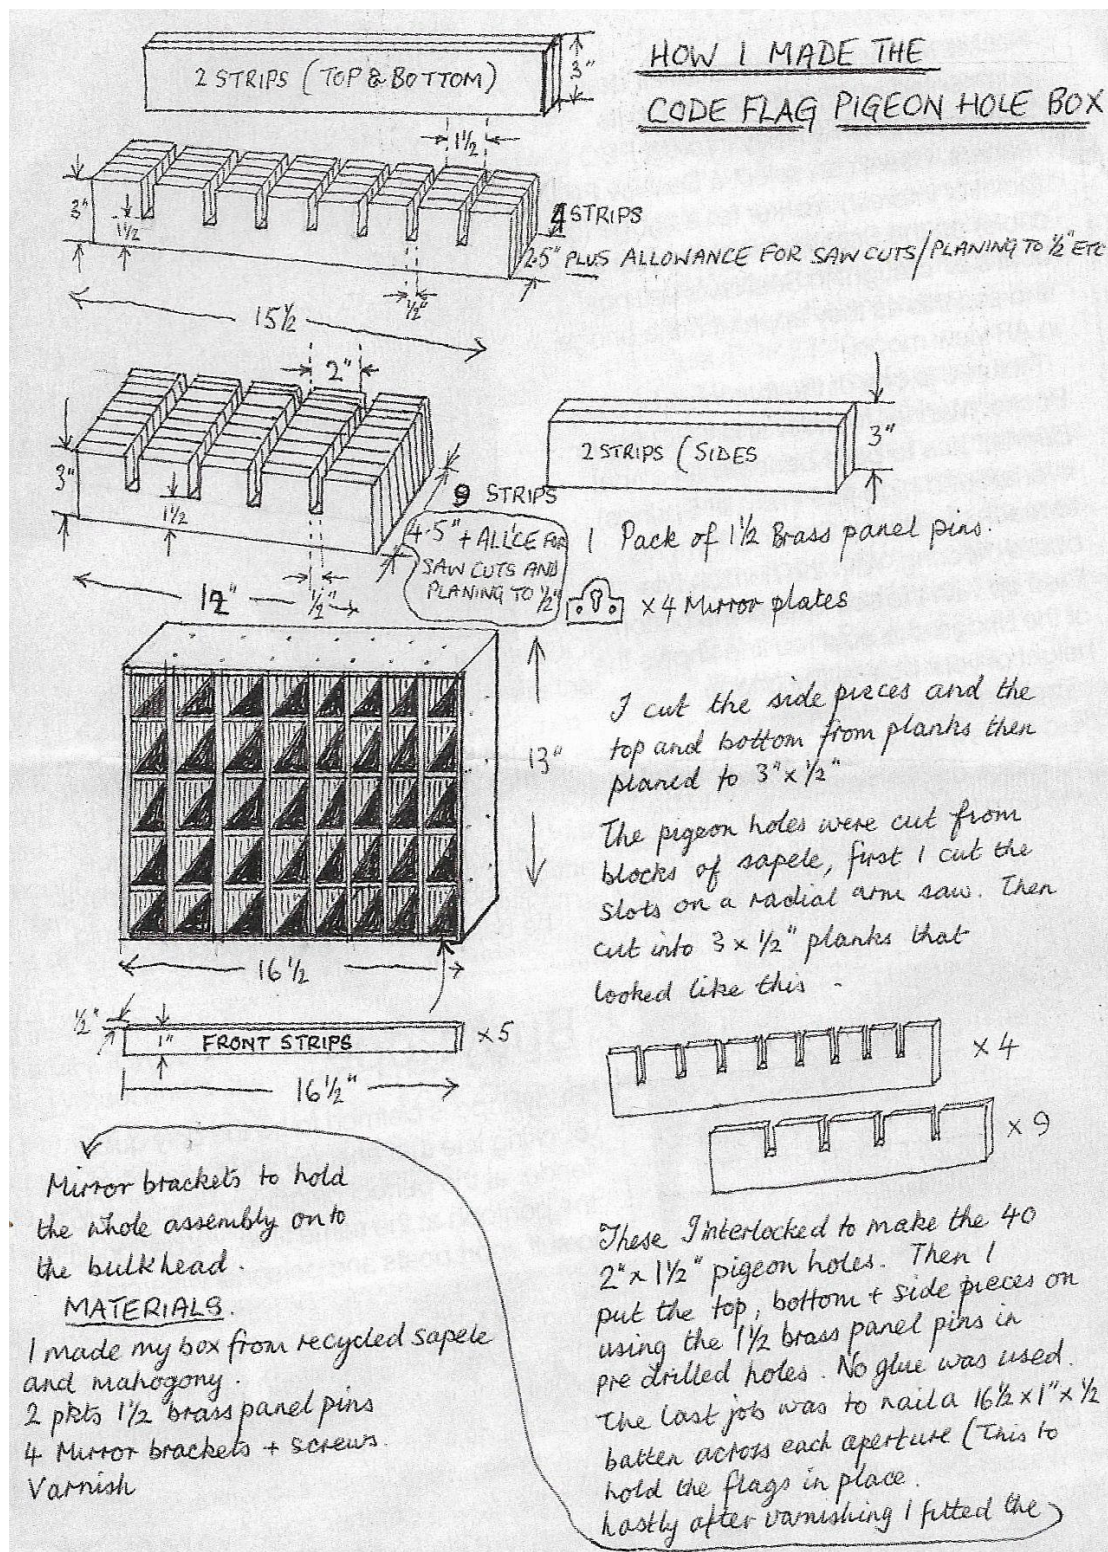 HOW I MADE THE
CODE FLAG PIGEON HOLE BOX
2 STRIPS (TOP & BOTTOM)
3"
1½
3"
1½
4 STRIPS
2·5" PLUS ALLOWANCE FOR SAW CUTS/PLANING TO ½" ETC
½"
15½
2"
3"
1½
9 STRIPS
4·5" + ALL'CE FOR
SAW CUTS AND
PLANING TO ½"
12"
½"
2 STRIPS (SIDES
3"
1 Pack of 1½ Brass panel pins.
x 4 Mirror plates
13"
16½
½"
1"
FRONT STRIPS
x 5
16½"
I cut the side pieces and the
top and bottom from planks then
planed to 3" x ½"
The pigeon holes were cut from
blocks of sapele, first I cut the
slots on a radial arm saw. Then
cut into 3 x ½" planks that
looked like this -
x 4
x 9
These I interlocked to make the 40
2" x 1½" pigeon holes. Then I
put the top, bottom + side pieces on
using the 1½ brass panel pins in
pre drilled holes. No glue was used.
The last job was to nail a 16½ x 1" x ½
batten across each aperture (This to
hold the flags in place.
Lastly after varnishing I fitted the
Mirror brackets to hold
the whole assembly onto
the bulkhead.
MATERIALS.
I made my box from recycled sapele
and mahogony.
2 pkts 1½ brass panel pins
4 Mirror brackets + screws.
Varnish